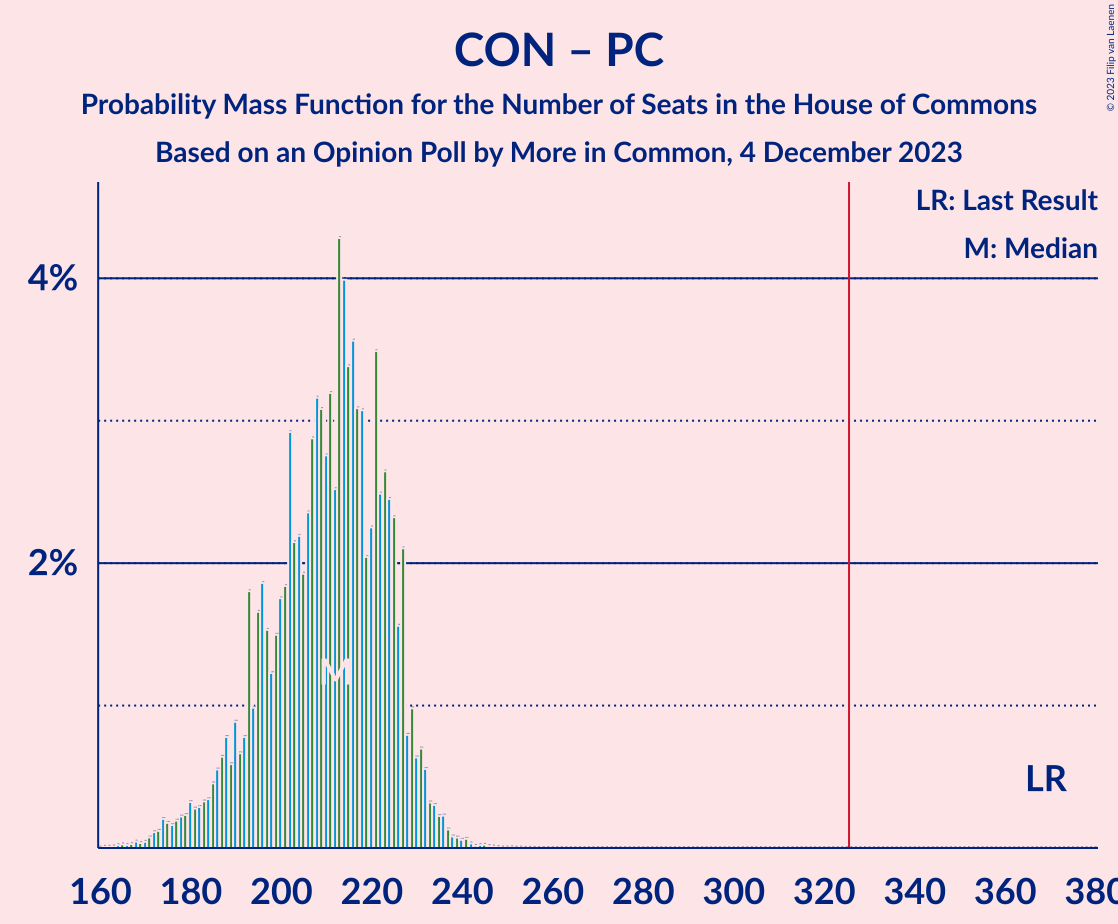 CON – PC
Probability Mass Function for the Number of Seats in the House of Commons
Based on an Opinion Poll by More in Common, 4 December 2023
© 2023 Filip van Laenen
LR: Last Result
M: Median
4%
2%
M
LR
160 180 200 220 240 260 280 300 320 340 360 380